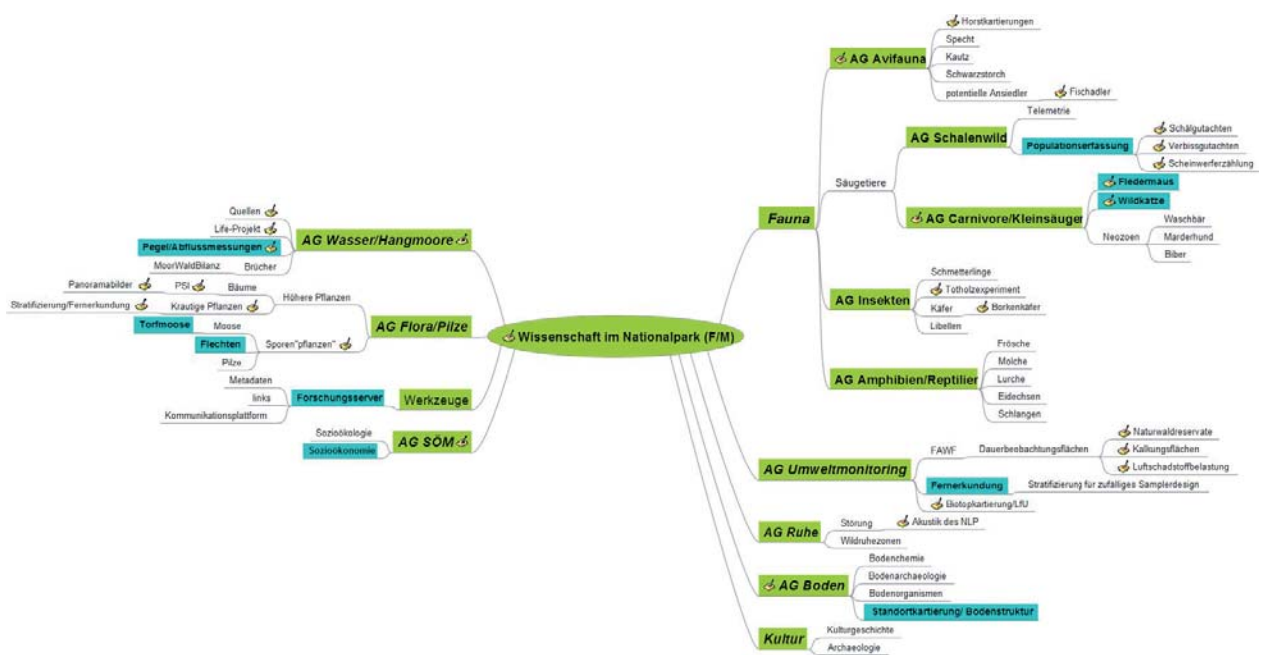 Wissenschaft im Nationalpark (F/M)
AG Wasser/Hangmoore
Quellen
Life-Projekt
Pegel/Abflussmessungen
Brücher
MoorWaldBilanz
AG Flora/Pilze
Höhere Pflanzen
Bäume
PSI
Panoramabilder
Krautige Pflanzen
Stratifizierung/Fernerkundung
Sporen"pflanzen"
Moose
Torfmoose
Flechten
Pilze
Werkzeuge
Forschungsserver
Metadaten
links
Kommunikationsplattform
AG SÖM
Sozioökologie
Sozioökonomie
Fauna
AG Avifauna
Horstkartierungen
Specht
Kautz
Schwarzstorch
potentielle Ansiedler
Fischadler
Säugetiere
AG Schalenwild
Telemetrie
Populationserfassung
Schälgutachten
Verbissgutachten
Scheinwerferzählung
AG Carnivore/Kleinsäuger
Fledermaus
Wildkatze
Neozoen
Waschbär
Marderhund
Biber
AG Insekten
Schmetterlinge
Totholzexperiment
Käfer
Borkenkäfer
Libellen
AG Amphibien/Reptilier
Frösche
Molche
Lurche
Eidechsen
Schlangen
AG Umweltmonitoring
FAWF
Dauerbeobachtungsflächen
Naturwaldreservate
Kalkungsflächen
Luftschadstoffbelastung
Fernerkundung
Stratifizierung für zufälliges Samplerdesign
Biotopkartierung/LfU
AG Ruhe
Störung
Akustik des NLP
Wildruhezonen
AG Boden
Bodenchemie
Bodenarchaeologie
Bodenorganismen
Standortkartierung/ Bodenstruktur
Kultur
Kulturgeschichte
Archaeologie